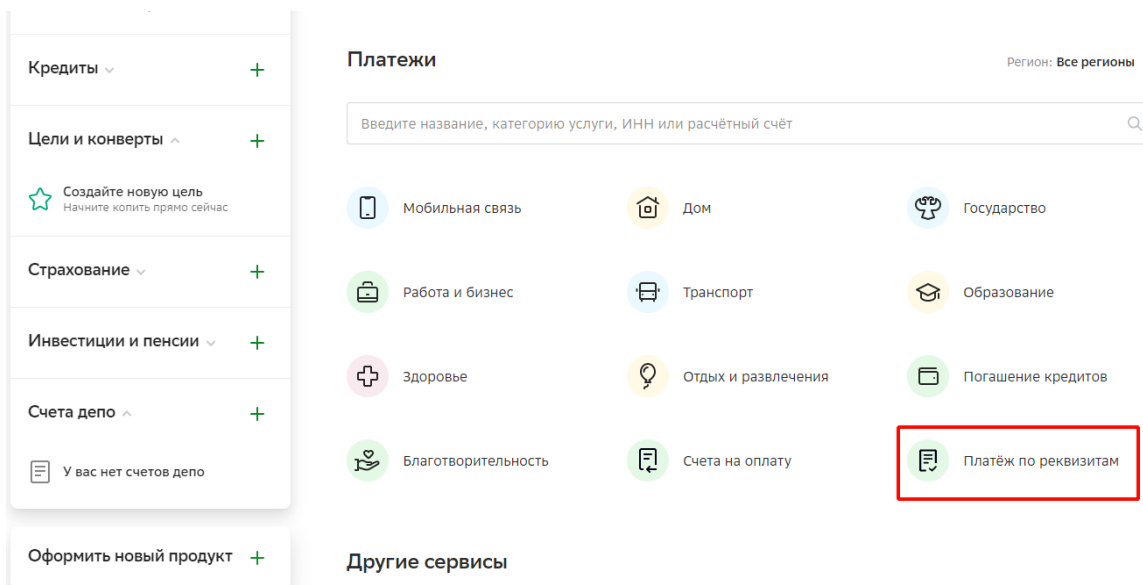 Кредиты
Цели и конверты
Создайте новую цель
Начните копить прямо сейчас
Страхование
Инвестиции и пенсии
Счета депо
У вас нет счетов депо
Оформить новый продукт
Платежи
Регион: Все регионы
Введите название, категорию услуги, ИНН или расчётный счёт
Мобильная связь
Дом
Государство
Работа и бизнес
Транспорт
Образование
Здоровье
Отдых и развлечения
Погашение кредитов
Благотворительность
Счета на оплату
Платёж по реквизитам
Другие сервисы